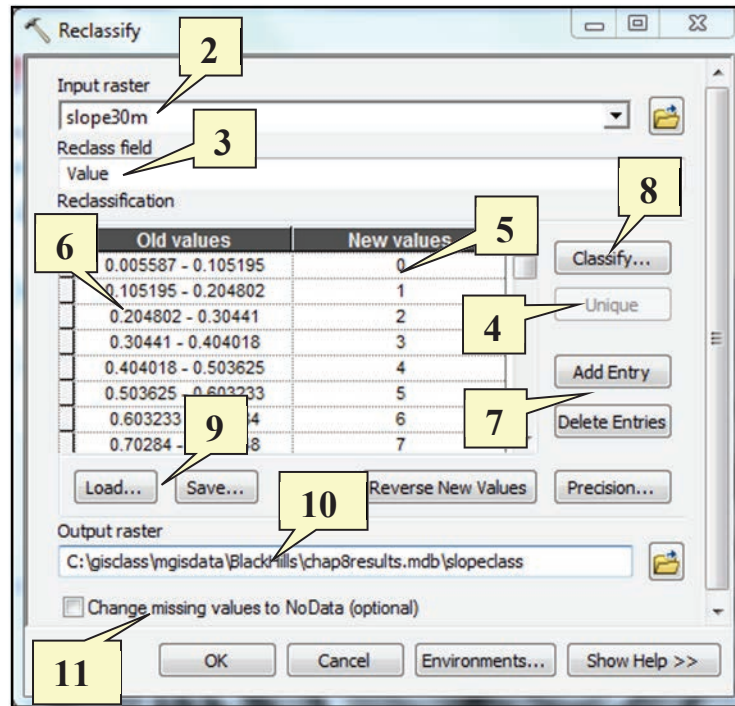 Reclassify
2
Input raster
slope30m
Reclass field
3
Value
8
Reclassification
Old values New values
5
6
0.005587 - 0.105195 0
Classify...
0.105195 - 0.204802 1
Unique
0.204802 - 0.30441 2
4
0.30441 - 0.404018 3
0.404018 - 0.503625 4
Add Entry
0.503625 - 0.603233 5
0.603233 6
7
Delete Entries
9
0.70284 - 7
Load... Save... Reverse New Values Precision...
10
Output raster
C:\gisclass\mgisdata\BlackHills\chap8results.mdb\slopeclass
Change missing values to NoData (optional)
11
OK Cancel Environments... Show Help >>